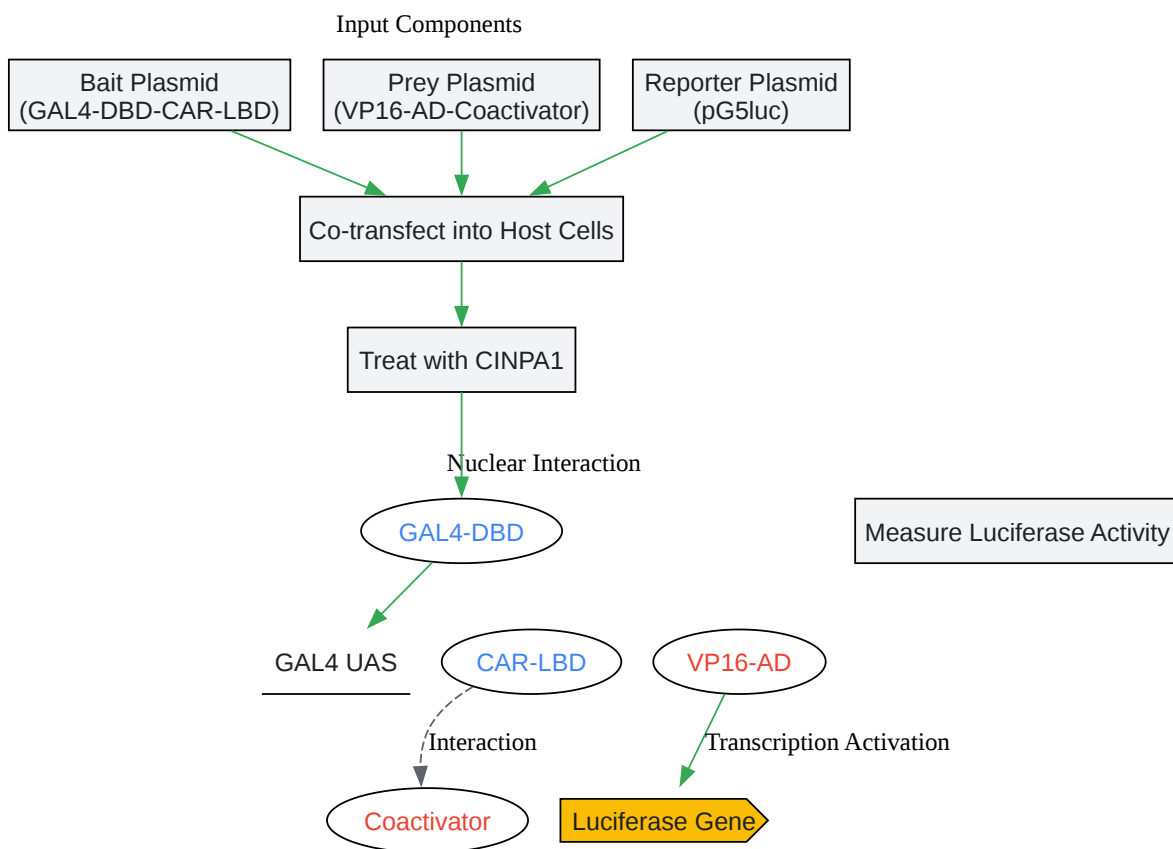 Input Components
Bait Plasmid
(GAL4-DBD-CAR-LBD)
Prey Plasmid
(VP16-AD-Coactivator)
Reporter Plasmid
(pG5luc)
Co-transfect into Host Cells
Treat with CINPA1
Nuclear Interaction
GAL4-DBD
Measure Luciferase Activity
GAL4 UAS
CAR-LBD
VP16-AD
Interaction
Transcription Activation
Coactivator
Luciferase Gene